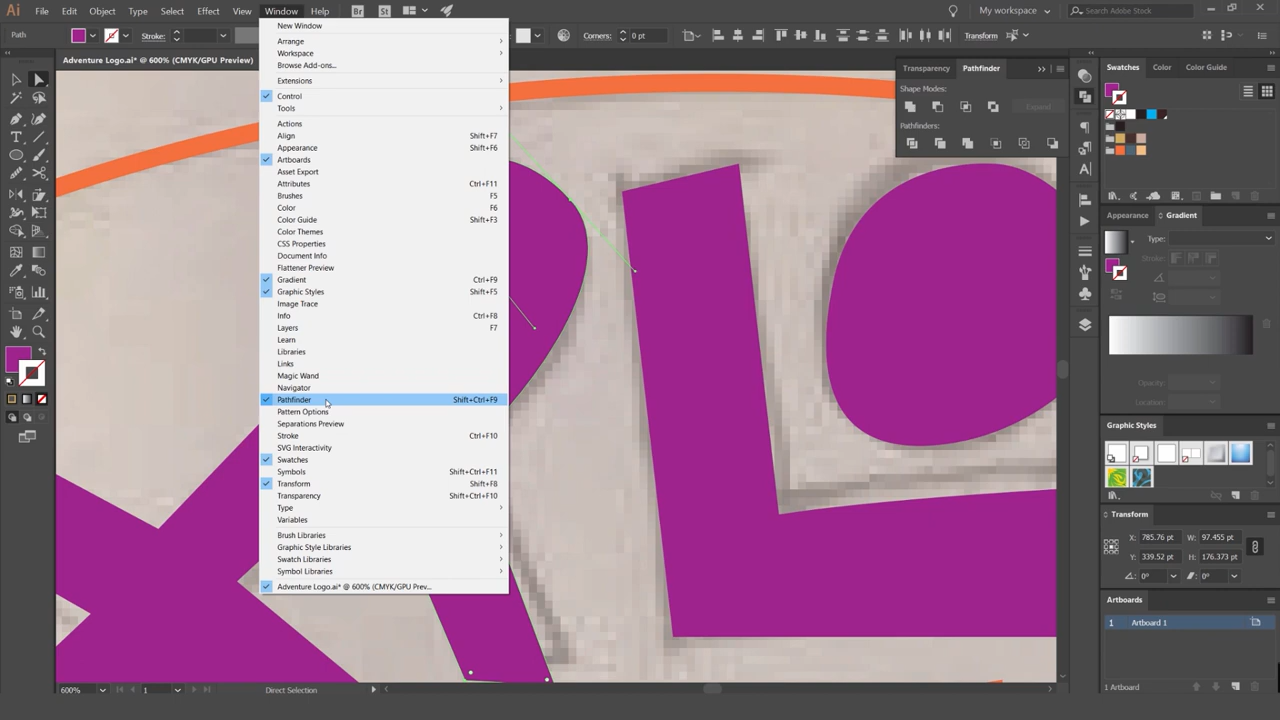 Ai File Edit Object Type Select Effect View Window Help Br St My workspace Search Adobe Stock
Path Stroke: Corners: 0 pt Transform
Adventure Logo.ai* @ 600% (CMYK/GPU Preview)
New Window
Arrange
Workspace
Browse Add-ons...
Extensions
Control
Tools
Actions
Align Shift+F7
Appearance Shift+F6
Artboards
Asset Export
Attributes Ctrl+F11
Brushes F5
Color F6
Color Guide Shift+F3
Color Themes
CSS Properties
Document Info
Flattener Preview
Gradient Ctrl+F9
Graphic Styles Shift+F5
Image Trace
Info Ctrl+F8
Layers F7
Learn
Libraries
Links
Magic Wand
Navigator
Pathfinder Shift+Ctrl+F9
Pattern Options
Separations Preview
Stroke Ctrl+F10
SVG Interactivity
Swatches
Symbols Shift+Ctrl+F11
Transform Shift+F8
Transparency Shift+Ctrl+F10
Type
Variables
Brush Libraries
Graphic Style Libraries
Swatch Libraries
Symbol Libraries
Adventure Logo.ai* @ 600% (CMYK/GPU Prev...
Transparency Pathfinder
Shape Modes:
Expand
Pathfinders:
Swatches Color Color Guide
Appearance Gradient
Type:
Stroke:
Opacity:
Location:
Graphic Styles
Transform
X: 785.76 pt W: 97.455 pt
Y: 339.52 pt H: 176.373 pt
0° 0°
Artboards
1 Artboard 1
1 Artboard
600% 1 Direct Selection